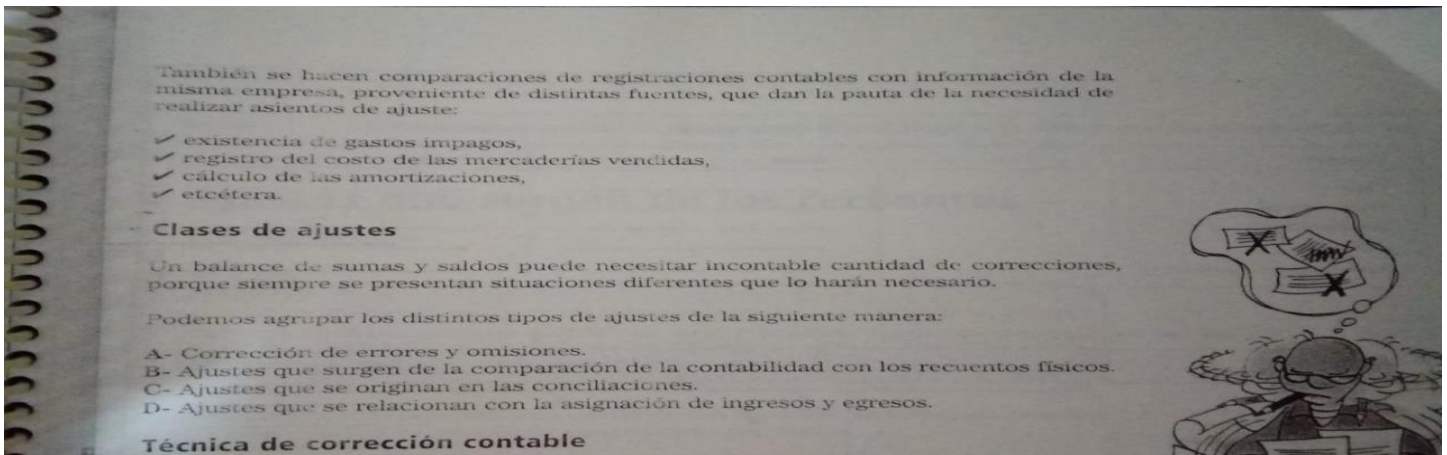 También se hacen comparaciones de registraciones contables con información de la
misma empresa, proveniente de distintas fuentes, que dan la pauta de la necesidad de
realizar asientos de ajuste:
✔ existencia de gastos impagos,
✔ registro del costo de las mercaderías vendidas,
✔ cálculo de las amortizaciones,
✔ etcétera.
Clases de ajustes
Un balance de sumas y saldos puede necesitar incontable cantidad de correcciones,
porque siempre se presentan situaciones diferentes que lo harán necesario.
Podemos agrupar los distintos tipos de ajustes de la siguiente manera:
A- Corrección de errores y omisiones.
B- Ajustes que surgen de la comparación de la contabilidad con los recuentos físicos.
C- Ajustes que se originan en las conciliaciones.
D- Ajustes que se relacionan con la asignación de ingresos y egresos.
Técnica de corrección contable